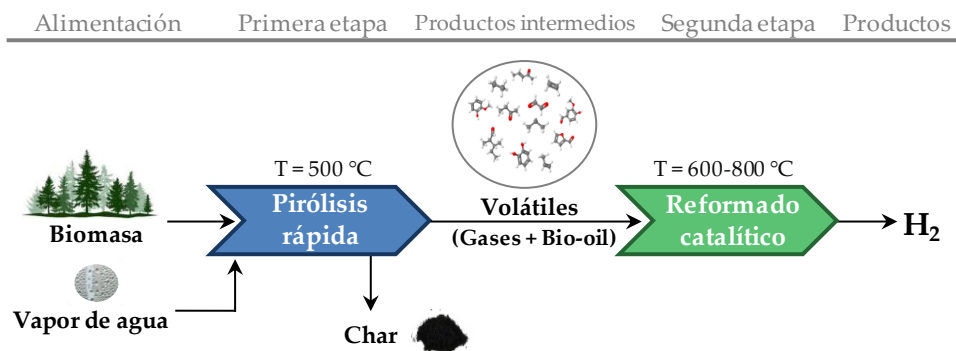 Alimentación Primera etapa Productos intermedios Segunda etapa Productos
T = 500 °C
T = 600-800 °C
Pirólisis
rápida
Volátiles
(Gases + Bio-oil)
Reformado
catalítico
H₂
Biomasa
Vapor de agua
Char